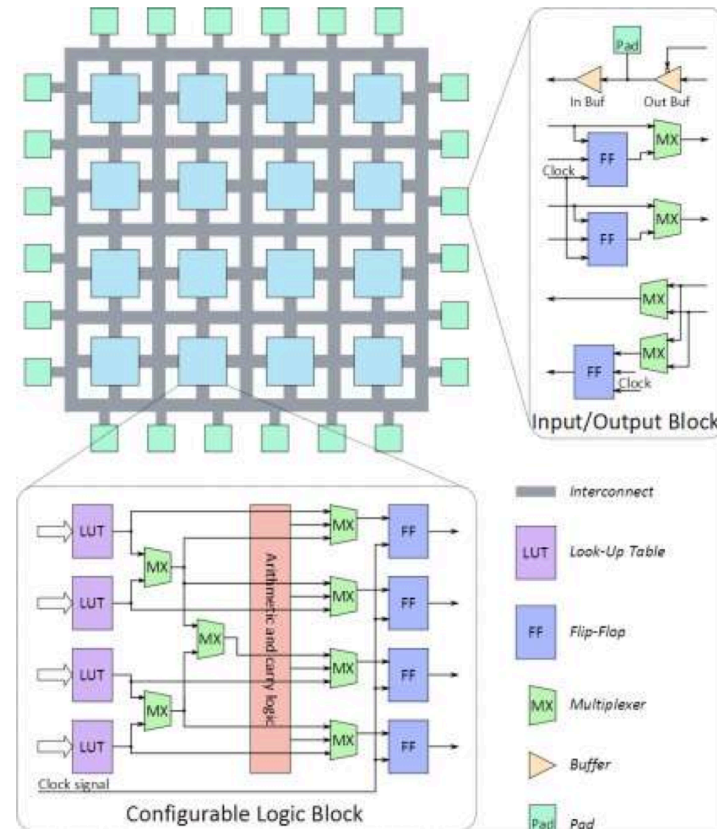 Pad
In Buf
Out Buf
MX
FF
Clock
MX
FF
MX
MX
FF
Clock
Input/Output Block
LUT
MX
FF
MX
LUT
MX
FF
MX
Arithmetic and carry logic
LUT
MX
FF
MX
LUT
MX
FF
Clock signal
Configurable Logic Block
Interconnect
LUT
Look-Up Table
FF
Flip-Flop
MX
Multiplexer
Buffer
Pad
Pad